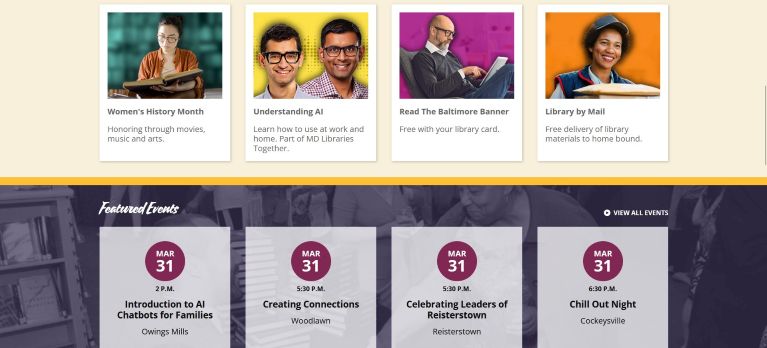 Women's History Month
Honoring through movies,
music and arts.
Understanding AI
Learn how to use at work and
home. Part of MD Libraries
Together.
Read The Baltimore Banner
Free with your library card.
Library by Mail
Free delivery of library
materials to home bound.
Featured Events
VIEW ALL EVENTS
MAR
31
2 P.M.
Introduction to AI
Chatbots for Families
Owings Mills
MAR
31
5:30 P.M.
Creating Connections
Woodlawn
MAR
31
5:30 P.M.
Celebrating Leaders of
Reisterstown
Reisterstown
MAR
31
6:30 P.M.
Chill Out Night
Cockeysville